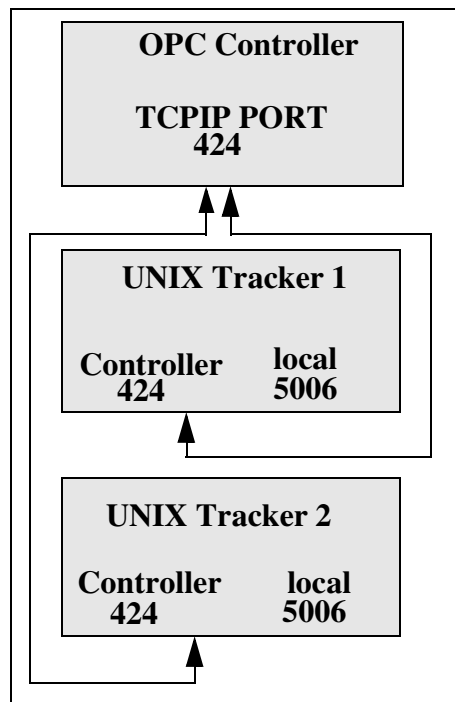 OPC Controller
TCPIP PORT
424
UNIX Tracker 1
Controller local
424 5006
UNIX Tracker 2
Controller local
424 5006